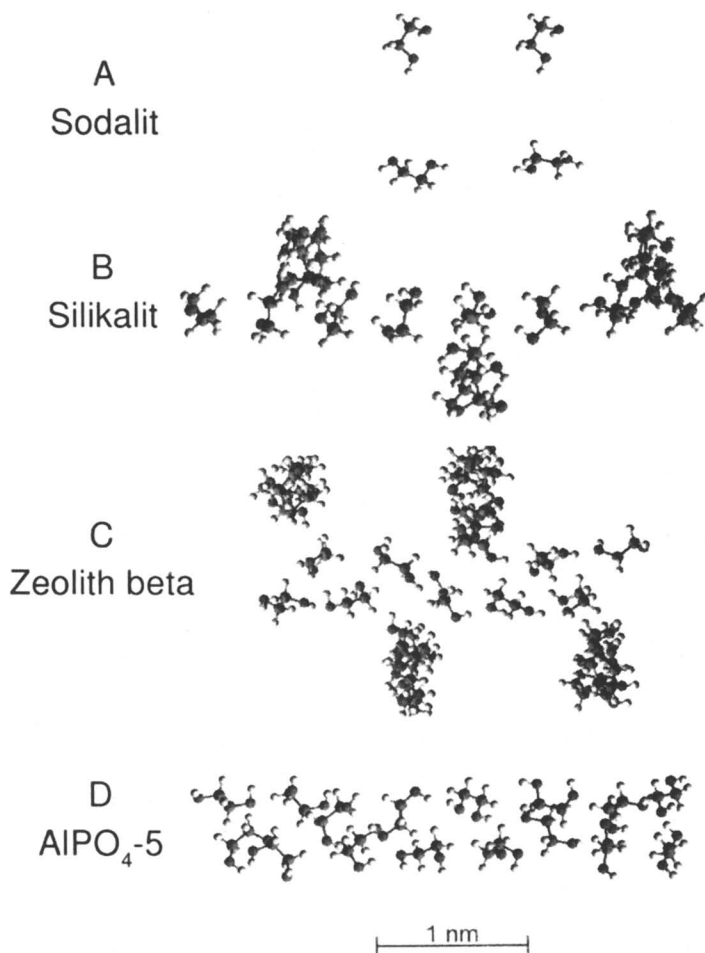 A
Sodalit
B
Silikalit
C
Zeolith beta
D
AlPO₄-5
1 nm